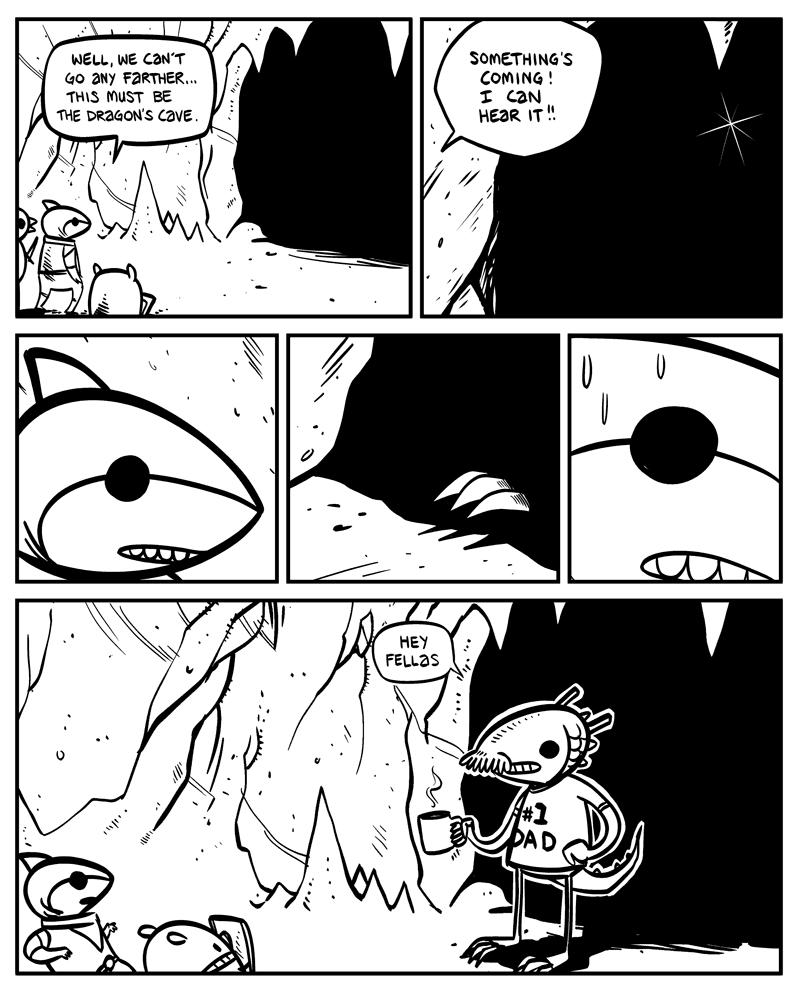 WELL, WE CAN'T
GO ANY FARTHER...
THIS MUST BE
THE DRAGON'S CAVE.
SOMETHING'S
COMING!
I CAN
HEAR IT!!
HEY
FELLAS
#1
DAD